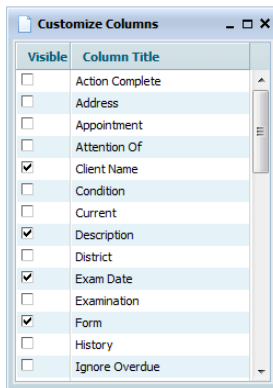 Customize Columns
Visible Column Title
Action Complete
Address
Appointment
Attention Of
Client Name
Condition
Current
Description
District
Exam Date
Examination
Form
History
Ignore Overdue